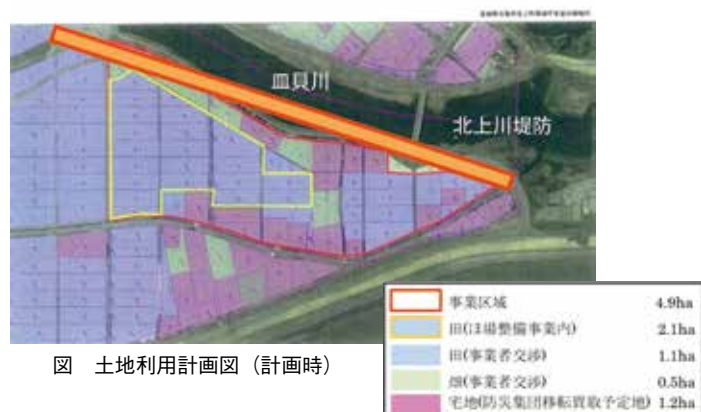 皿貝川
北上川堤防
事業区域 4.9ha
田(ほ場整備事業内) 2.1ha
田(事業者交渉) 1.1ha
畑(事業者交渉) 0.5ha
宅地(防災集団移転買取予定地) 1.2ha
図 土地利用計画図（計画時）